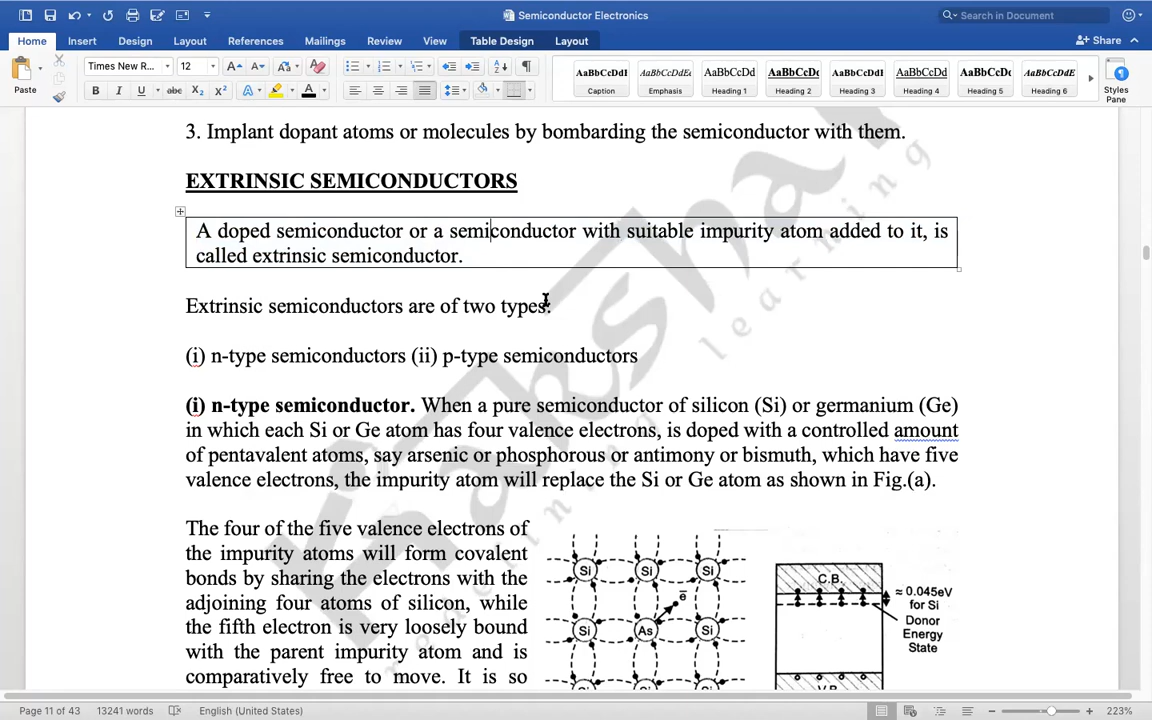 Semiconductor Electronics
Search in Document
Home Insert Design Layout References Mailings Review View Table Design Layout
Share
Paste
Times New R... 12
B I U abc X₂ X² A A
AaBbCcDdI AaBbCcDdEe AaBbCcDd AaBbCcDc AaBbCcDdI AaBbCcDd AaBbCcDc AaBbCcDdE
Caption Emphasis Heading 1 Heading 2 Heading 3 Heading 4 Heading 5 Heading 6
Styles
Pane
3. Implant dopant atoms or molecules by bombarding the semiconductor with them.
EXTRINSIC SEMICONDUCTORS
A doped semiconductor or a semiconductor with suitable impurity atom added to it, is
called extrinsic semiconductor.
Extrinsic semiconductors are of two types:
(i) n-type semiconductors (ii) p-type semiconductors
(i) n-type semiconductor. When a pure semiconductor of silicon (Si) or germanium (Ge)
in which each Si or Ge atom has four valence electrons, is doped with a controlled amount
of pentavalent atoms, say arsenic or phosphorous or antimony or bismuth, which have five
valence electrons, the impurity atom will replace the Si or Ge atom as shown in Fig.(a).
The four of the five valence electrons of
the impurity atoms will form covalent
bonds by sharing the electrons with the
adjoining four atoms of silicon, while
the fifth electron is very loosely bound
with the parent impurity atom and is
comparatively free to move. It is so
Si Si Si
ē
Si As Si
C.B.
≈ 0.045eV
for Si
Donor
Energy
State
V.B.
learning
Page 11 of 43 13241 words English (United States) 223%